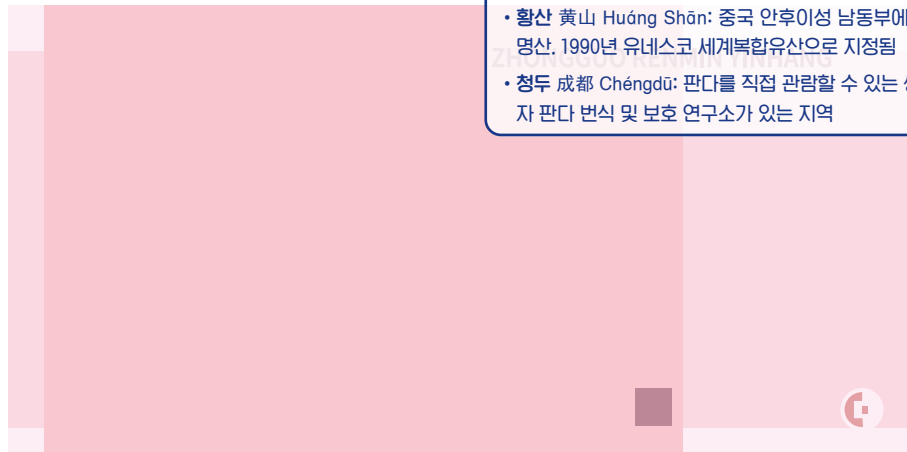 • 황산 黄山 Huáng Shān: 중국 안후이성 남동부에
명산. 1990년 유네스코 세계복합유산으로 지정됨
ZHONGGUO RENMIN YINHANG
• 청두 成都 Chéngdū: 판다를 직접 관람할 수 있는
자 판다 번식 및 보호 연구소가 있는 지역